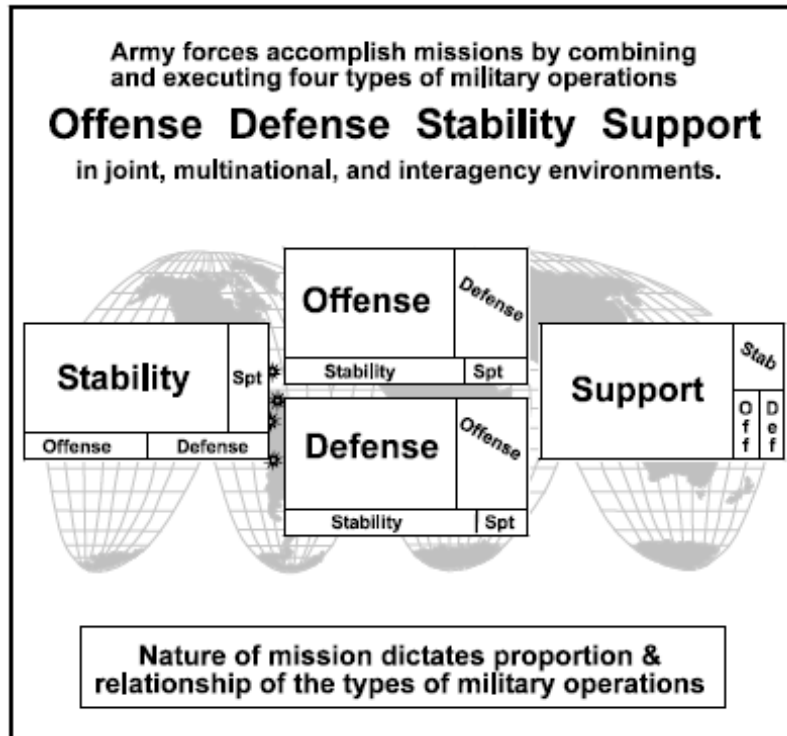 Army forces accomplish missions by combining
and executing four types of military operations
Offense Defense Stability Support
in joint, multinational, and interagency environments.
Stability
Spt
Offense
Defense
Offense
Defense
Stability
Spt
Defense
Offense
Stability
Spt
Support
Stab
Off
Def
Nature of mission dictates proportion &
relationship of the types of military operations